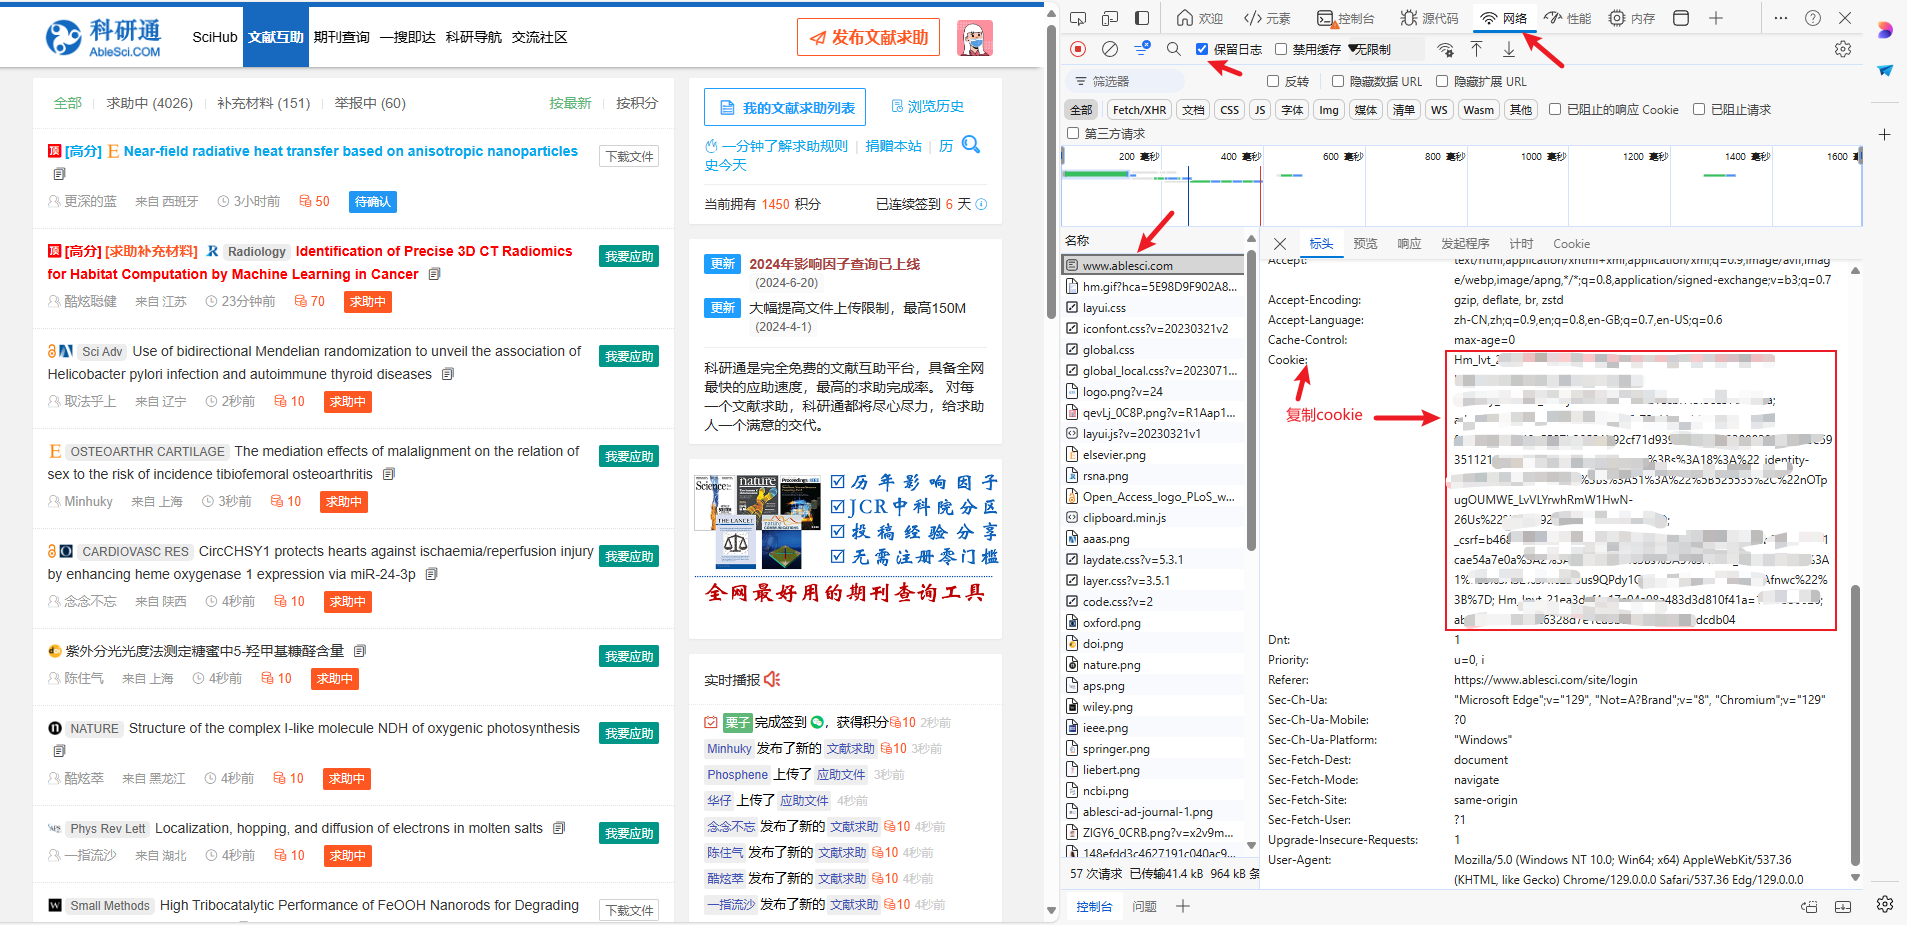 科研通
AbleSci.COM
SciHub 文献互助 期刊查询 一搜即达 科研导航 交流社区
发布文献求助
全部 求助中 (4026) 补充材料 (151) 举报中 (60) 按最新 按积分
顶 [高分] Near-field radiative heat transfer based on anisotropic nanoparticles 下载文件
更深的蓝 来自 西班牙 3小时前 50 待确认
顶 [高分] [求助补充材料] Radiology Identification of Precise 3D CT Radiomics
for Habitat Computation by Machine Learning in Cancer 我要应助
酷炫聪健 来自 江苏 23分钟前 70 求助中
Sci Adv Use of bidirectional Mendelian randomization to unveil the association of
Helicobacter pylori infection and autoimmune thyroid diseases 我要应助
取法乎上 来自 辽宁 2秒前 10 求助中
OSTEOARTHR CARTILAGE The mediation effects of malalignment on the relation of
sex to the risk of incidence tibiofemoral osteoarthritis 我要应助
Minhuky 来自 上海 3秒前 10 求助中
CARDIOVASC RES CircCHSY1 protects hearts against ischaemia/reperfusion injury
by enhancing heme oxygenase 1 expression via miR-24-3p 我要应助
念念不忘 来自 陕西 4秒前 10 求助中
紫外分光光度法测定糖蜜中5-羟甲基糠醛含量 我要应助
陈住气 来自 上海 4秒前 10 求助中
NATURE Structure of the complex I-like molecule NDH of oxygenic photosynthesis 我要应助
酷炫萃 来自 黑龙江 4秒前 10 求助中
Phys Rev Lett Localization, hopping, and diffusion of electrons in molten salts 我要应助
一指流沙 来自 湖北 4秒前 10 求助中
Small Methods High Tribocatalytic Performance of FeOOH Nanorods for Degrading 下载文件
我的文献求助列表 浏览历史
一分钟了解求助规则 | 捐赠本站 | 历
史今天
当前拥有 1450 积分 已连续签到 6 天
更新 2024年影响因子查询已上线
(2024-6-20)
更新 大幅提高文件上传限制，最高150M
(2024-4-1)
科研通是完全免费的文献互助平台，具备全网
最快的应助速度，最高的求助完成率。 对每
一个文献求助，科研通都将尽心尽力，给求助
人一个满意的交代。
Science nature Proceedings IEEE
THE LANCET
历年影响因子
JCR中科院分区
投稿经验分享
无需注册零门槛
全网最好用的期刊查询工具
实时播报
栗子 完成签到 ，获得积分10 2秒前
Minhuky 发布了新的 文献求助 10 3秒前
Phosphene 上传了 应助文件 3秒前
华仔 上传了 应助文件 4秒前
念念不忘 发布了新的 文献求助 10 4秒前
陈住气 发布了新的 文献求助 10 4秒前
酷炫萃 发布了新的 文献求助 10 4秒前
一指流沙 发布了新的 文献求助 10 4秒前
欢迎 元素 控制台 源代码 网络 性能 内存
保留日志 禁用缓存 无限制
筛选器 反转 隐藏数据 URL 隐藏扩展 URL
全部 Fetch/XHR 文档 CSS JS 字体 Img 媒体 清单 WS Wasm 其他 已阻止的响应 Cookie 已阻止请求
第三方请求
200 毫秒 400 毫秒 600 毫秒 800 毫秒 1000 毫秒 1200 毫秒 1400 毫秒 1600
名称
www.ablesci.com
hm.gif?hca=5E98D9F902A8...
layui.css
iconfont.css?v=20230321v2
global.css
global_local.css?v=202307​1...
logo.png?v=24
qevLj_0C8P.png?v=R1Aap1...
layui.js?v=20230321v1
elsevier.png
rsna.png
Open_Access_logo_PLoS_w...
clipboard.min.js
aaas.png
laydate.css?v=5.3.1
layer.css?v=3.5.1
code.css?v=2
oxford.png
doi.png
nature.png
aps.png
wiley.png
ieee.png
springer.png
liebert.png
ncbi.png
ablesci-ad-journal-1.png
ZIGY6_0CRB.png?v=x2v9m...
148efdd3c4627191c040ac9...
57 次请求 已传输41.4 kB 964 kB 条
标头 预览 响应 发起程序 计时 Cookie
Accept: text/html,application/xhtml+xml,application/xml;q=0.9,image/avif,imag
e/webp,image/apng,*/*;q=0.8,application/signed-exchange;v=b3;q=0.7
Accept-Encoding: gzip, deflate, br, zstd
Accept-Language: zh-CN,zh;q=0.9,en;q=0.8,en-GB;q=0.7,en-US;q=0.6
Cache-Control: max-age=0
Cookie: Hm_lvt_
复制cookie
351121
identity-
ugOUMWE_LvVLYrwhRmW1HwN-
_csrf=b46
cae54a7e0a
Dnt: 1
Priority: u=0, i
Referer: https://www.ablesci.com/site/login
Sec-Ch-Ua: "Microsoft Edge";v="129", "Not=A?Brand";v="8", "Chromium";v="129"
Sec-Ch-Ua-Mobile: ?0
Sec-Ch-Ua-Platform: "Windows"
Sec-Fetch-Dest: document
Sec-Fetch-Mode: navigate
Sec-Fetch-Site: same-origin
Sec-Fetch-User: ?1
Upgrade-Insecure-Requests: 1
User-Agent: Mozilla/5.0 (Windows NT 10.0; Win64; x64) AppleWebKit/537.36
(KHTML, like Gecko) Chrome/129.0.0.0 Safari/537.36 Edg/129.0.0.0
控制台 问题